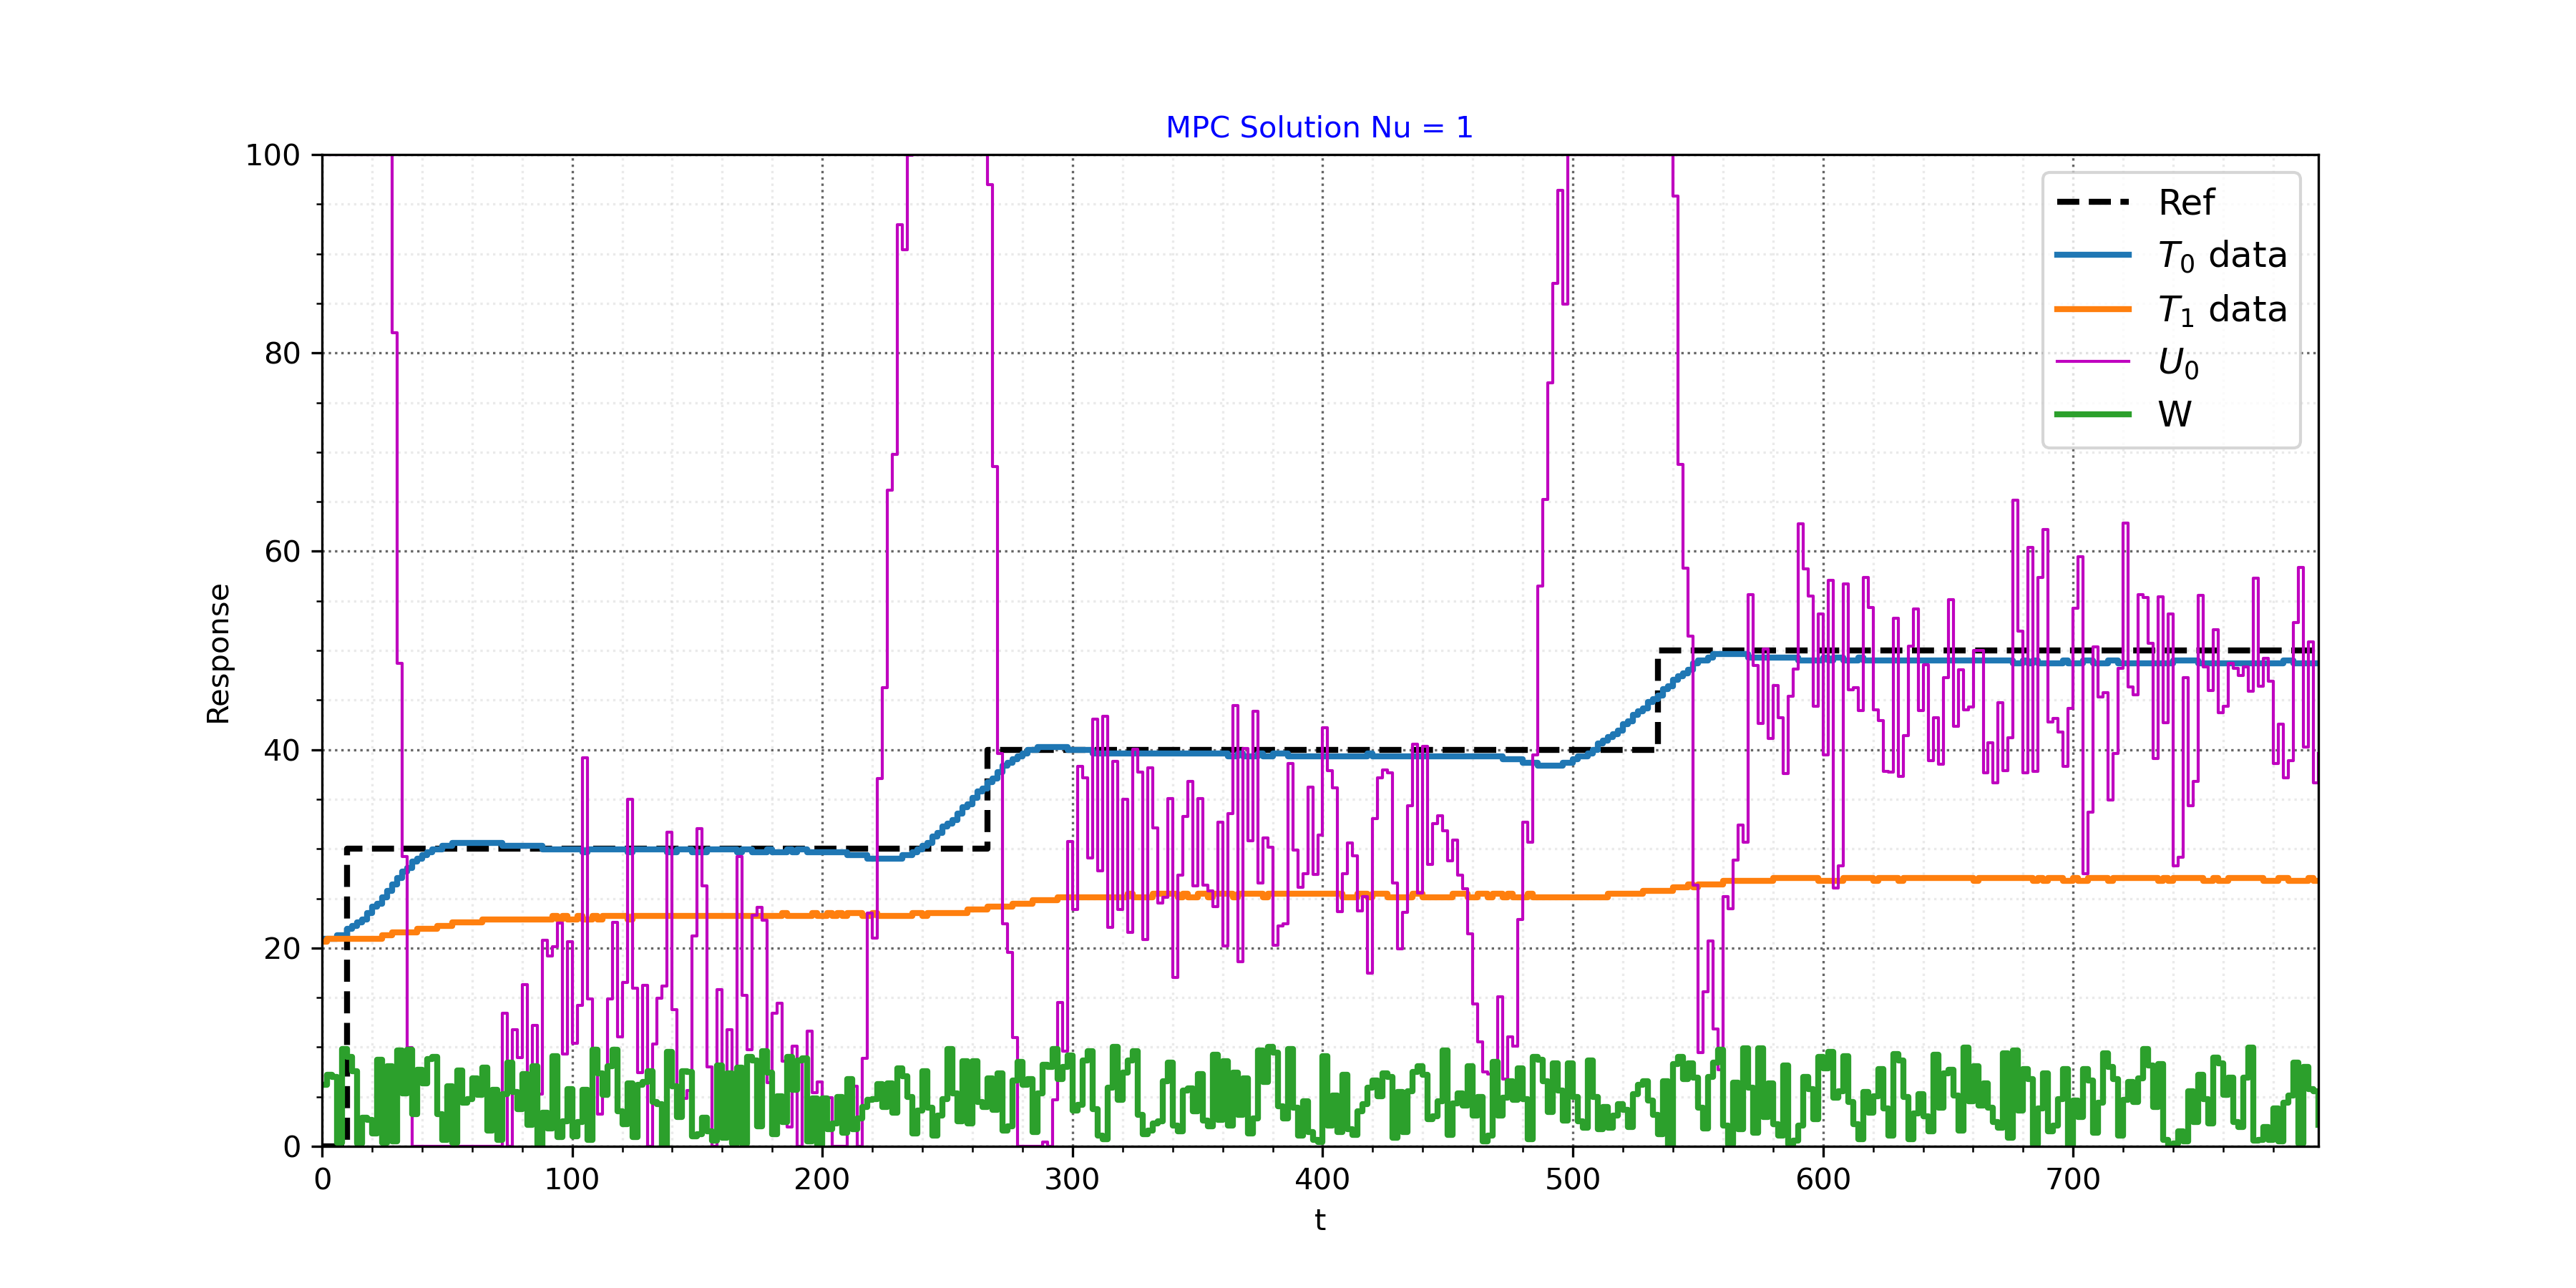 MPC Solution Nu = 1
100
80
60
40
20
0
Response
0 100 200 300 400 500 600 700
t
Ref
T₀ data
T₁ data
U₀
W